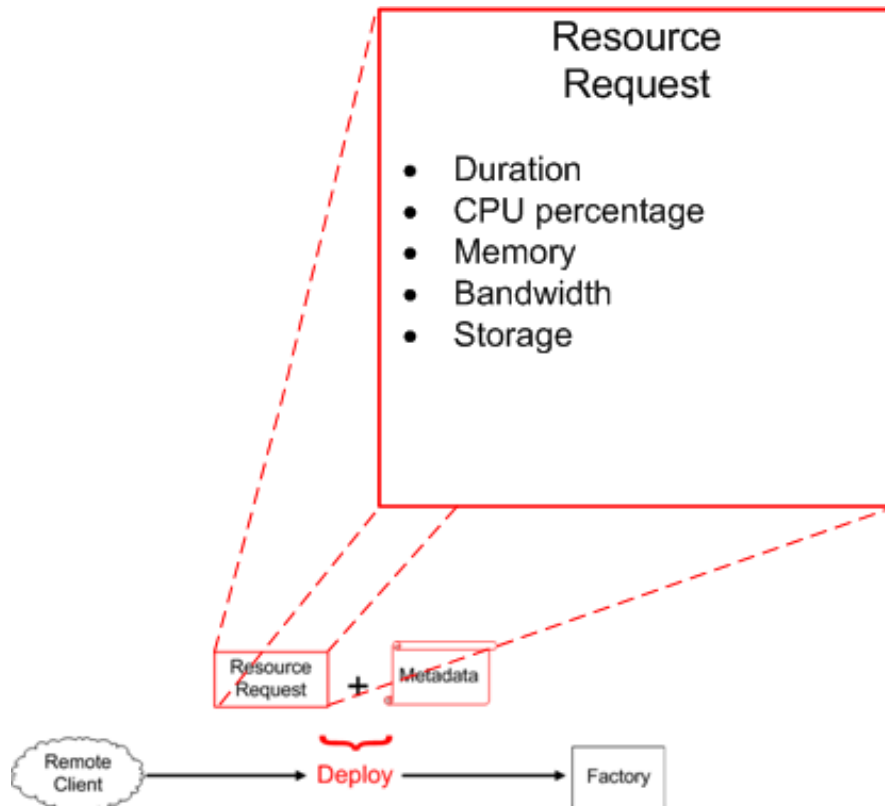 Resource
Request
• Duration
• CPU percentage
• Memory
• Bandwidth
• Storage
Resource
Request
+
Metadata
Remote
Client
Deploy
Factory